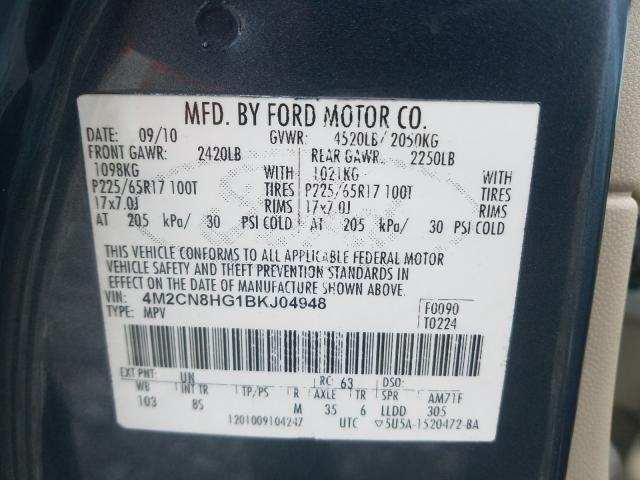 MFD. BY FORD MOTOR CO.
DATE: 09/10 GVWR: 4520LB/ 2050KG
FRONT GAWR: 2420LB REAR GAWR: 2250LB
1098KG WITH 1021KG WITH
P225/65R17 100T TIRES P225/65R17 100T TIRES
17x7.0J RIMS 17x7.0J RIMS
AT 205 kPa/ 30 PSI COLD AT 205 kPa/ 30 PSI COLD
THIS VEHICLE CONFORMS TO ALL APPLICABLE FEDERAL MOTOR
VEHICLE SAFETY AND THEFT PREVENTION STANDARDS IN
EFFECT ON THE DATE OF MANUFACTURE SHOWN ABOVE.
VIN: 4M2CN8HG1BKJ04948 F0090
TYPE: MPV T0224
EXT PNT: UN RC: 63 DSO:
WB INT TR TP/PS R AXLE TR SPR AM71F
103 85 M 35 6 LLDD 305
1201009104247 UTC ▽5U5A-1520472-BA